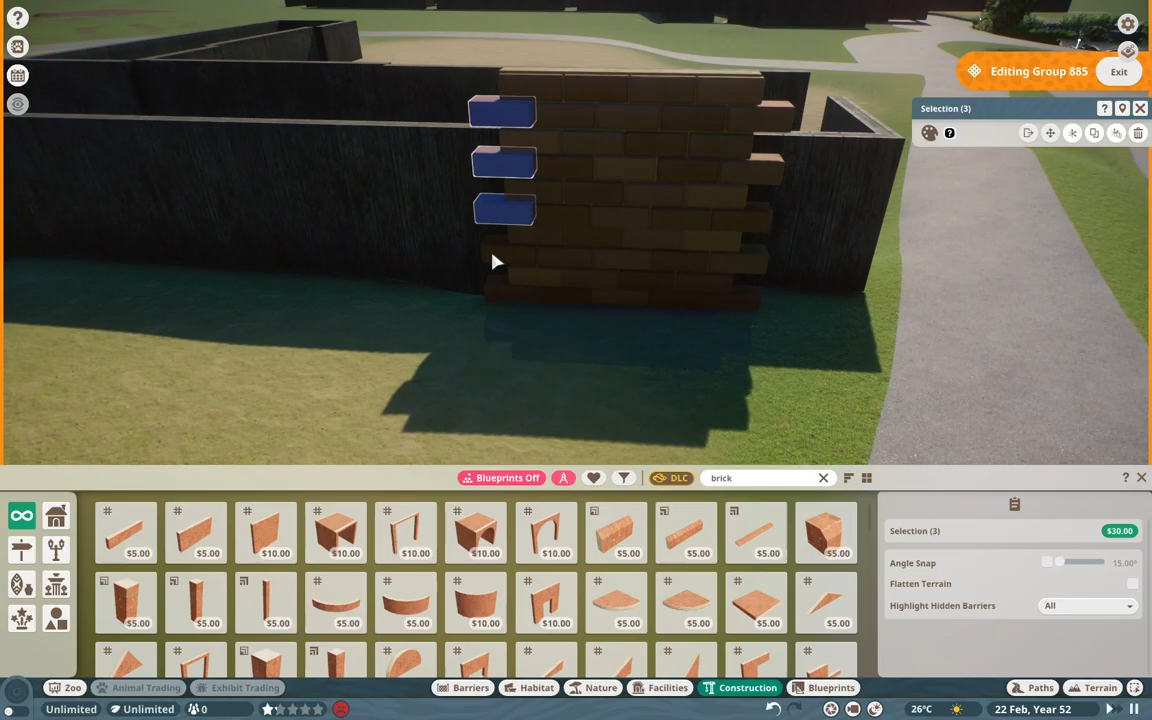 ?
Editing Group 885
Exit
Selection (3)
?
?
Blueprints Off
DLC
brick
?
$5.00
$5.00
$10.00
$10.00
$10.00
$10.00
$10.00
$5.00
$5.00
$5.00
$5.00
$5.00
$5.00
$5.00
$5.00
$5.00
$10.00
$10.00
$5.00
$5.00
$5.00
$5.00
Selection (3)
$30.00
Angle Snap
15.00°
Flatten Terrain
Highlight Hidden Barriers
All
Zoo
Animal Trading
Exhibit Trading
Barriers
Habitat
Nature
Facilities
Construction
Blueprints
Paths
Terrain
Unlimited
Unlimited
0
26°C
22 Feb, Year 52